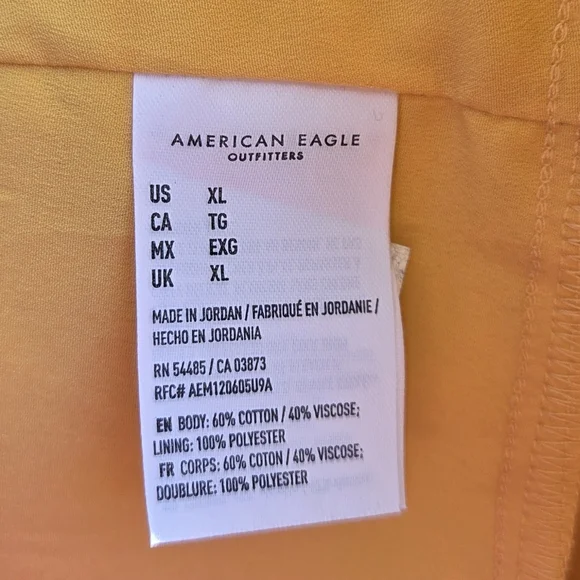 AMERICAN EAGLE
OUTFITTERS
US XL
CA TG
MX EXG
UK XL
MADE IN JORDAN / FABRIQUÉ EN JORDANIE /
HECHO EN JORDANIA
RN 54485 / CA 03873
RFC# AEM120605U9A
EN BODY: 60% COTTON / 40% VISCOSE;
LINING: 100% POLYESTER
FR CORPS: 60% COTON / 40% VISCOSE;
DOUBLURE: 100% POLYESTER